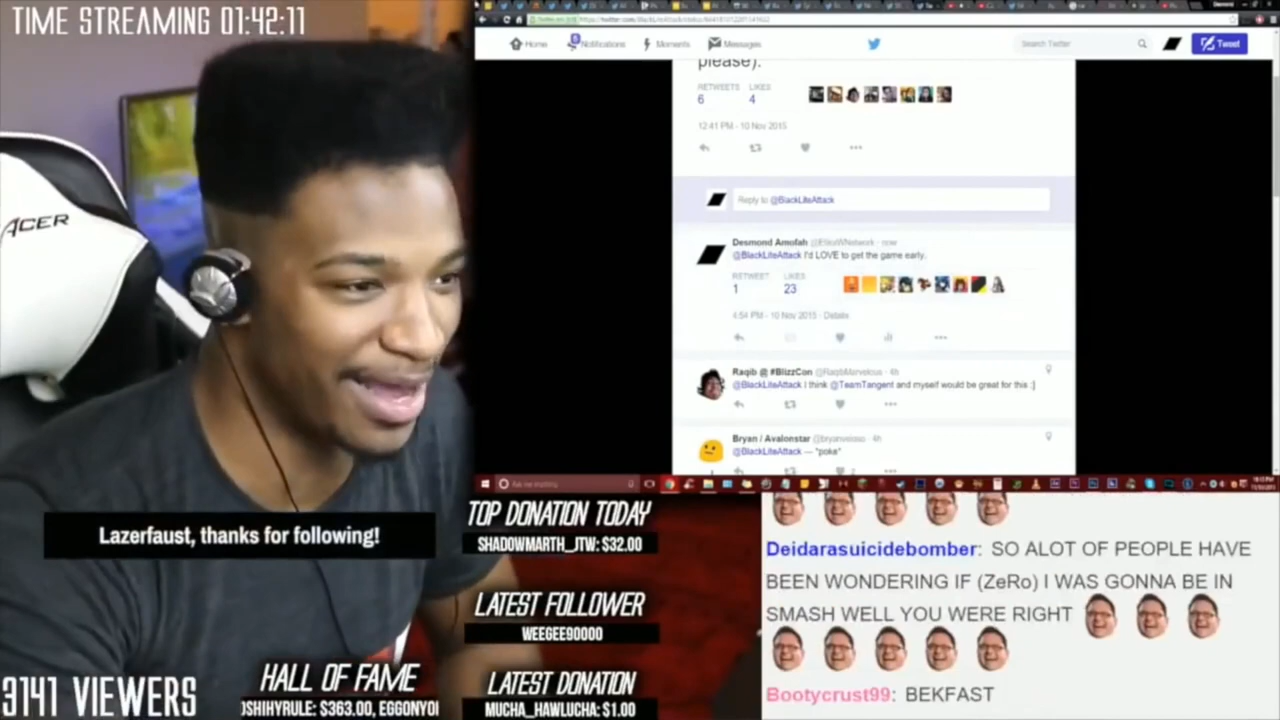 TIME STREAMING 01:42:11
ACER
Lazerfaust, thanks for following!
3141 VIEWERS
HALL OF FAME
OSHIHYRULE: $363.00, EGGONYOI
TOP DONATION TODAY
SHADOWMARTH_JTW: $32.00
LATEST FOLLOWER
WEEGEE90000
LATEST DONATION
MUCHA_HAWLUCHA: $1.00
Home
Notifications
Moments
Messages
Search Twitter
Tweet
please).
RETWEETS LIKES
6 4
12:41 PM - 10 Nov 2015
Reply to @BlackLiteAttack
Desmond Amofah
@BlackLiteAttack I'd LOVE to get the game early.
RETWEET LIKES
1 23
4:54 PM - 10 Nov 2015 · Details
Raqib @ #BlizzCon @RaqibMarvelous · 4h
@BlackLiteAttack I think @TeamTangent and myself would be great for this :]
Bryan / Avalonstar @bryanveloso · 4h
@BlackLiteAttack — *poke*
2
Ask me anything
Deidarasuicidebomber: SO ALOT OF PEOPLE HAVE
BEEN WONDERING IF (ZeRo) I WAS GONNA BE IN
SMASH WELL YOU WERE RIGHT
Bootycrust99: BEKFAST